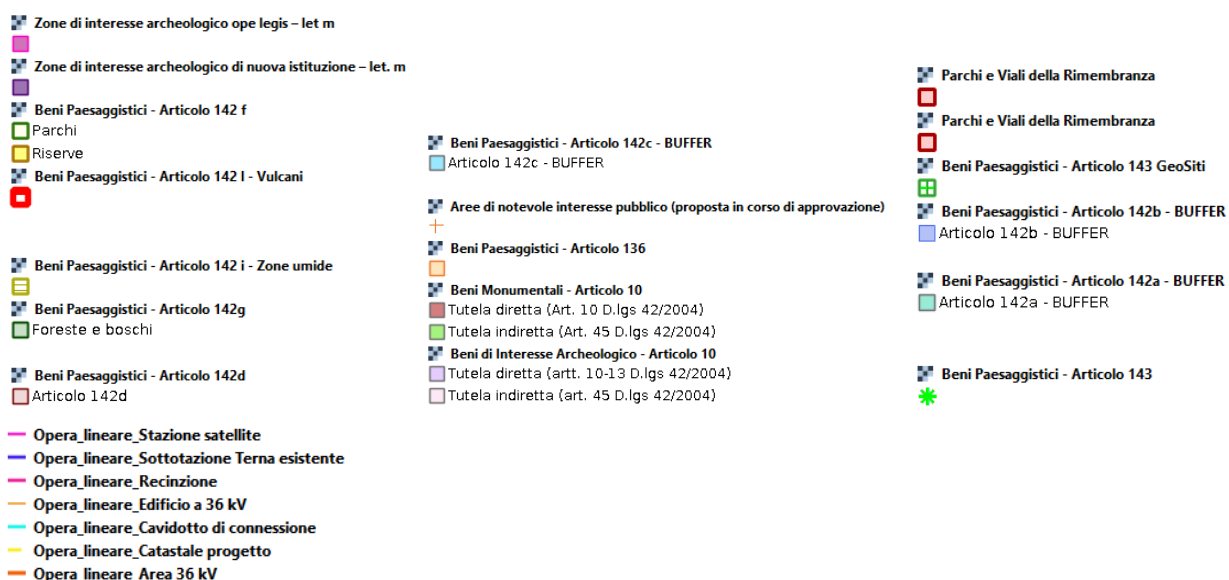 Zone di interesse archeologico ope legis – let m
Zone di interesse archeologico di nuova istituzione – let. m
Beni Paesaggistici - Articolo 142 f
Parchi
Riserve
Beni Paesaggistici - Articolo 142 l - Vulcani
Beni Paesaggistici - Articolo 142 i - Zone umide
Beni Paesaggistici - Articolo 142g
Foreste e boschi
Beni Paesaggistici - Articolo 142d
Articolo 142d
Opera_lineare_Stazione satellite
Opera_lineare_Sottotazione Terna esistente
Opera_lineare_Recinzione
Opera_lineare_Edificio a 36 kV
Opera_lineare_Cavidotto di connessione
Opera_lineare_Catastale progetto
Opera_lineare_Area 36 kV
Beni Paesaggistici - Articolo 142c - BUFFER
Articolo 142c - BUFFER
Aree di notevole interesse pubblico (proposta in corso di approvazione)
Beni Paesaggistici - Articolo 136
Beni Monumentali - Articolo 10
Tutela diretta (Art. 10 D.lgs 42/2004)
Tutela indiretta (Art. 45 D.lgs 42/2004)
Beni di Interesse Archeologico - Articolo 10
Tutela diretta (artt. 10-13 D.lgs 42/2004)
Tutela indiretta (art. 45 D.lgs 42/2004)
Parchi e Viali della Rimembranza
Parchi e Viali della Rimembranza
Beni Paesaggistici - Articolo 143 GeoSiti
Beni Paesaggistici - Articolo 142b - BUFFER
Articolo 142b - BUFFER
Beni Paesaggistici - Articolo 142a - BUFFER
Articolo 142a - BUFFER
Beni Paesaggistici - Articolo 143